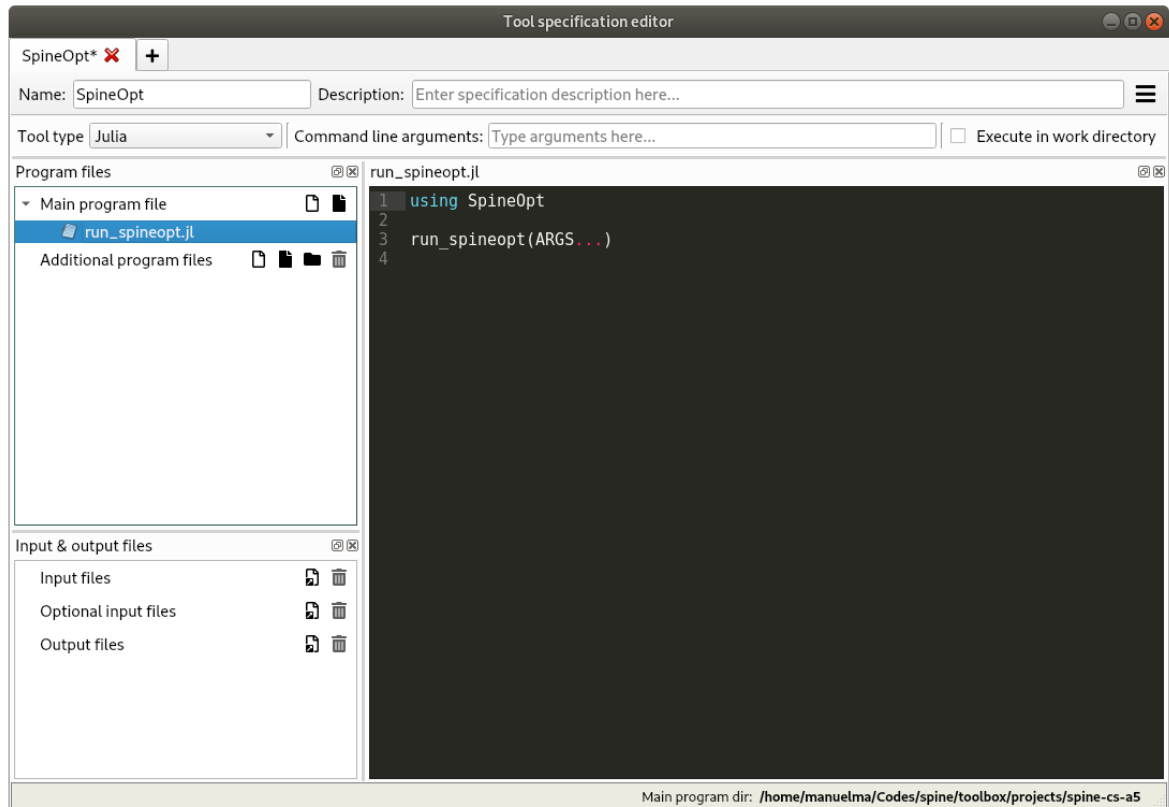 Tool specification editor
SpineOpt*
Name: SpineOpt Description: Enter specification description here...
Tool type Julia Command line arguments: Type arguments here... Execute in work directory
Program files
Main program file
run_spineopt.jl
Additional program files
run_spineopt.jl
1 using SpineOpt
2
3 run_spineopt(ARGS...)
4
Input & output files
Input files
Optional input files
Output files
Main program dir: /home/manuelma/Codes/spine/toolbox/projects/spine-cs-a5